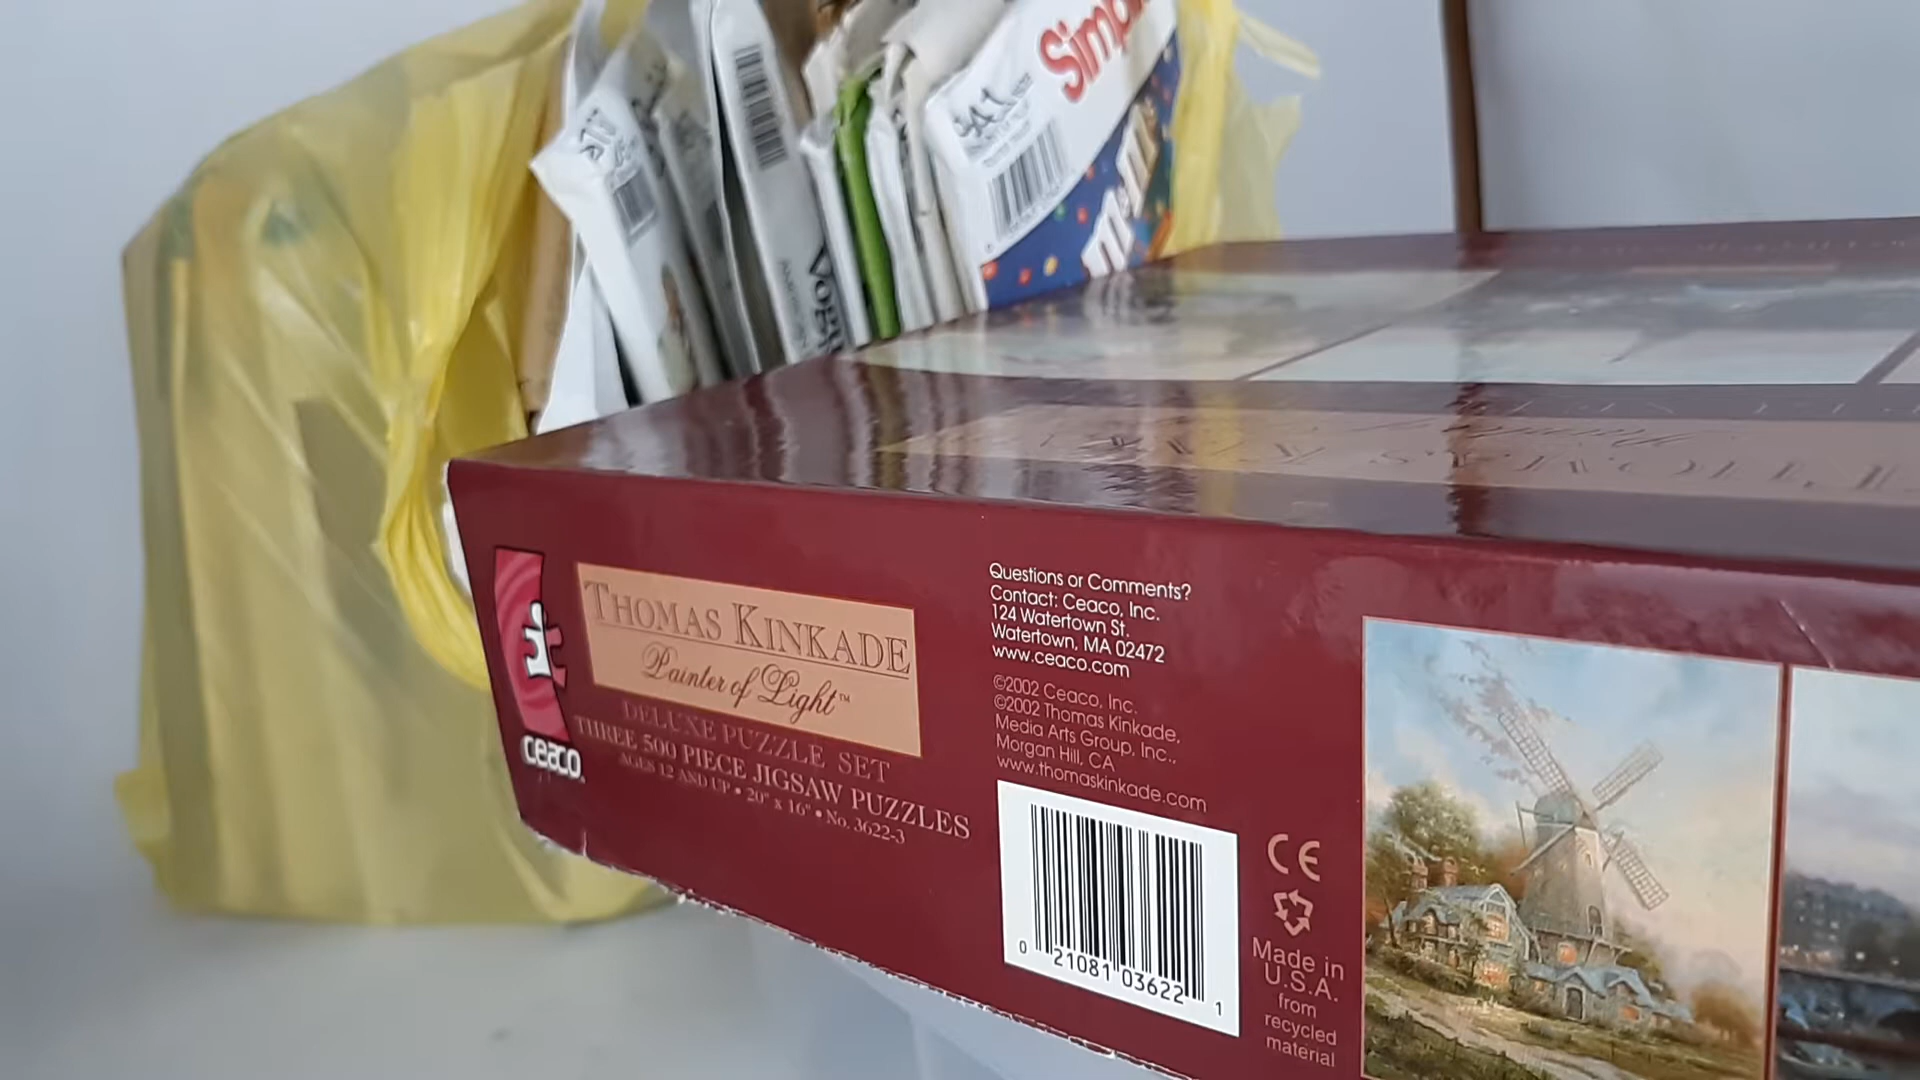 Simp
m&m's
Vogu
THOMAS KINKADE
Painter of Light™
DELUXE PUZZLE SET
THREE 500 PIECE JIGSAW PUZZLES
AGES 12 AND UP • 20" x 16" • No. 3622-3
ceaco
Questions or Comments?
Contact: Ceaco, Inc.
124 Watertown St.
Watertown, MA 02472
www.ceaco.com
©2002 Ceaco, Inc.
©2002 Thomas Kinkade,
Media Arts Group, Inc.,
Morgan Hill, CA
www.thomaskinkade.com
0 21081 03622 1
CE
Made in
U.S.A.
from
recycled
material